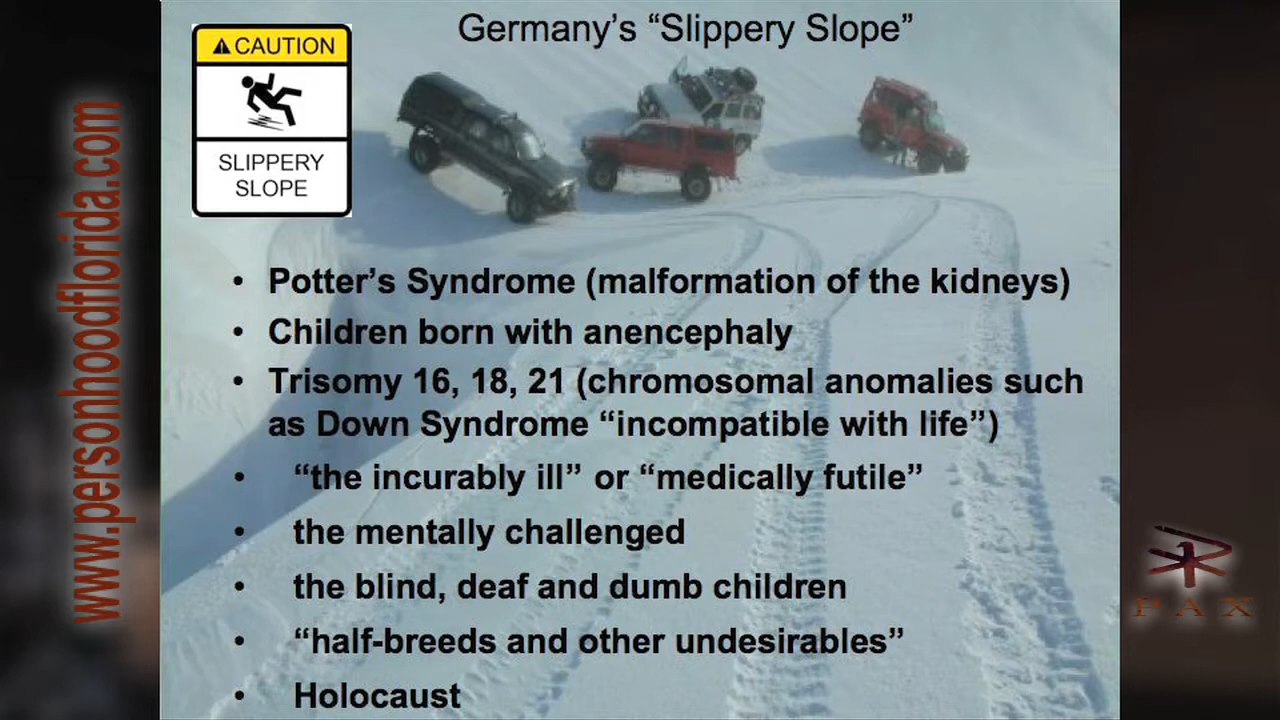 Germany’s “Slippery Slope”
CAUTION
SLIPPERY
SLOPE
www.personhoodflorida.com
• Potter’s Syndrome (malformation of the kidneys)
• Children born with anencephaly
• Trisomy 16, 18, 21 (chromosomal anomalies such
as Down Syndrome “incompatible with life”)
• “the incurably ill” or “medically futile”
• the mentally challenged
• the blind, deaf and dumb children
• “half-breeds and other undesirables”
• Holocaust
PAX